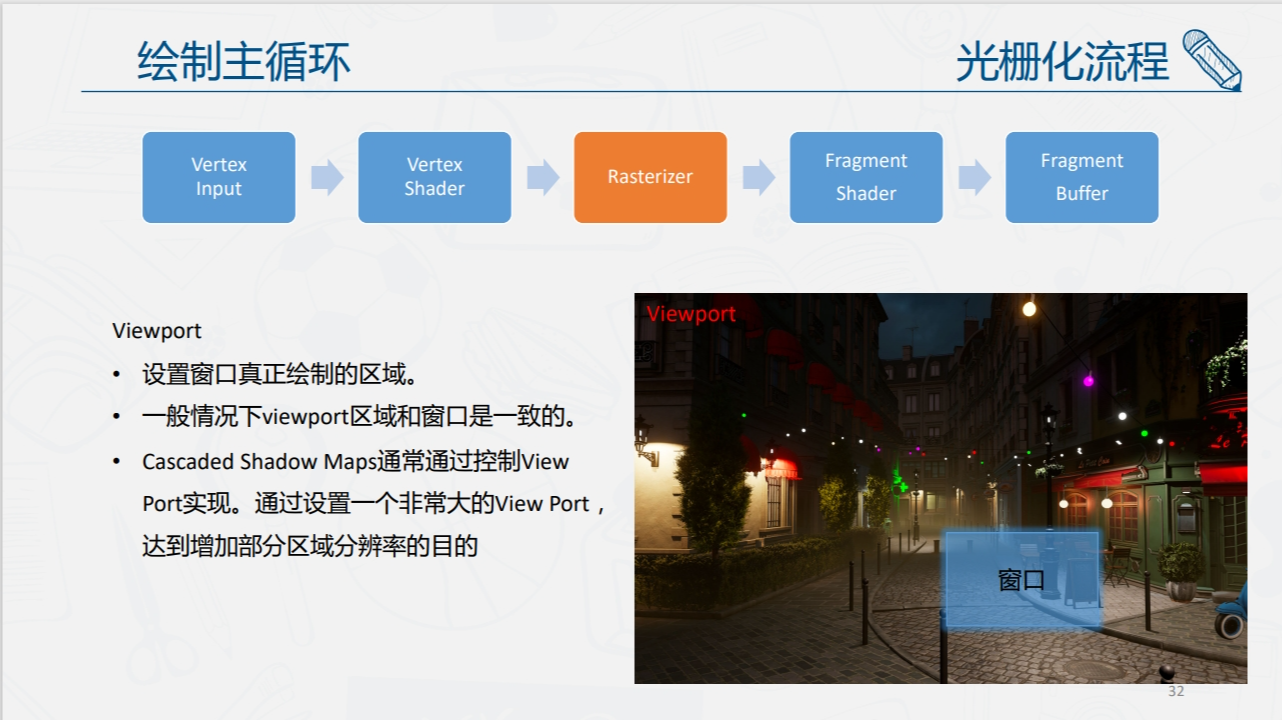 绘制主循环
光栅化流程
Vertex
Input
Vertex
Shader
Rasterizer
Fragment
Shader
Fragment
Buffer
Viewport
• 设置窗口真正绘制的区域。
• 一般情况下viewport区域和窗口是一致的。
• Cascaded Shadow Maps通常通过控制View
Port实现。通过设置一个非常大的View Port，
达到增加部分区域分辨率的目的
Viewport
窗口
32